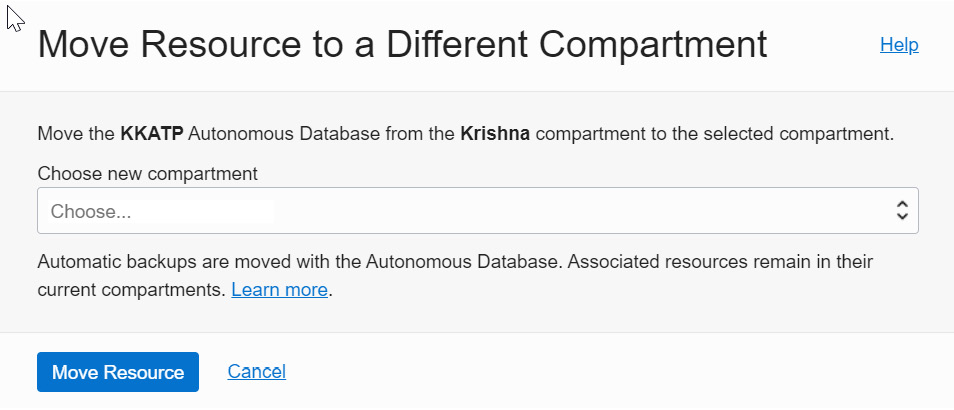 Move Resource to a Different Compartment
Help
Move the KKATP Autonomous Database from the Krishna compartment to the selected compartment.
Choose new compartment
Choose...
Automatic backups are moved with the Autonomous Database. Associated resources remain in their
current compartments. Learn more.
Move Resource
Cancel